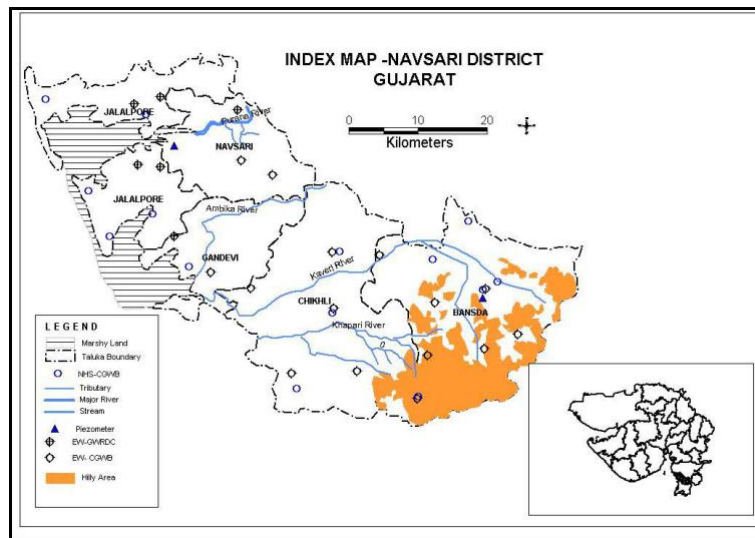 INDEX MAP -NAVSARI DISTRICT
GUJARAT
0 10 20
Kilometers
JALALPORE
Purana River
NAVSARI
JALALPORE
Ambika River
GANDEVI
Kaveri River
CHIKHLI
BANSDA
Khapari River
LEGEND
Marshy Land
Taluka Boundary
NHS-CGWB
Tributary
Major River
Stream
Piezometer
EW-GWRDC
EW- CGWB
Hilly Area